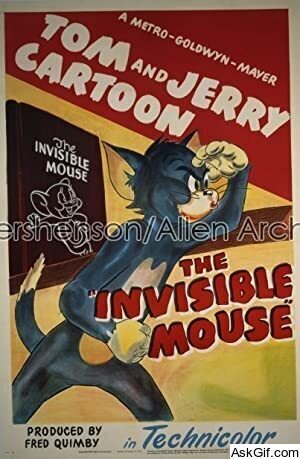 A METRO-GOLDWYN-MAYER
TOM AND JERRY
CARTOON
The
INVISIBLE
MOUSE
ershenson/Allen Arc
THE
"INVISIBLE
MOUSE"
PRODUCED BY
FRED QUIMBY
in Technicolor
AskGif.com